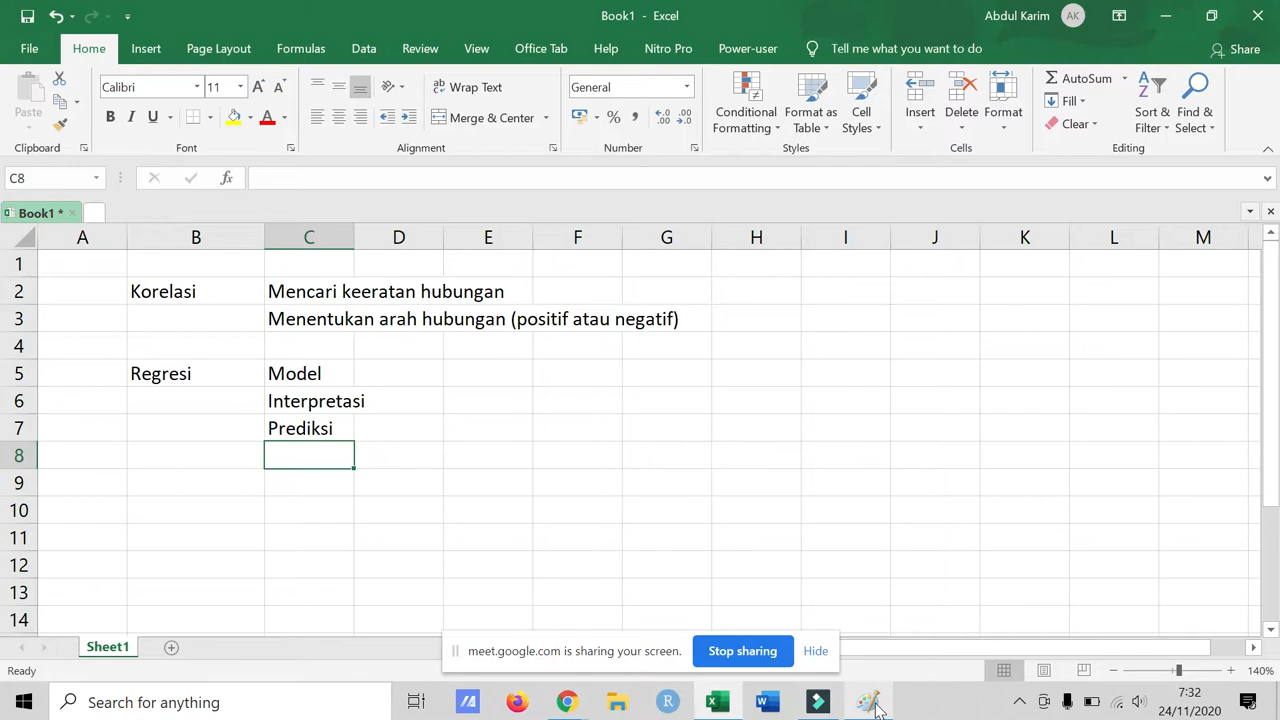 Book1 - Excel
Abdul Karim AK
File Home Insert Page Layout Formulas Data Review View Office Tab Help Nitro Pro Power-user Tell me what you want to do Share
Paste
Clipboard
Calibri 11
B I U
Font
Wrap Text
Merge & Center
Alignment
General
Number
Conditional Formatting
Format as Table
Cell Styles
Styles
Insert Delete Format
Cells
AutoSum
Fill
Clear
Sort & Filter
Find & Select
Editing
C8
fx
Book1 *
A B C D E F G H I J K L M
1
2 Korelasi Mencari keeratan hubungan
3 Menentukan arah hubungan (positif atau negatif)
4
5 Regresi Model
6 Interpretasi
7 Prediksi
8
9
10
11
12
13
14
Sheet1
meet.google.com is sharing your screen. Stop sharing Hide
Ready
140%
Search for anything
7:32
24/11/2020